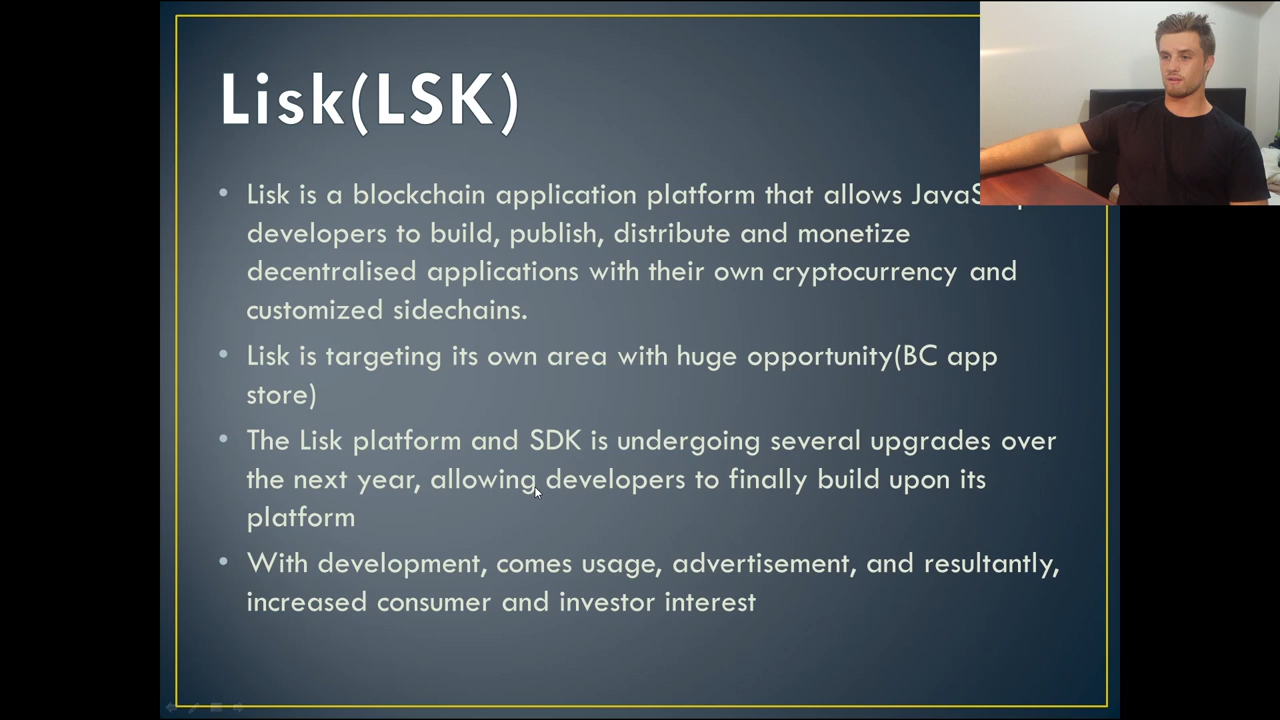 Lisk(LSK)
• Lisk is a blockchain application platform that allows
developers to build, publish, distribute and monetize
decentralised applications with their own cryptocurrency and
customized sidechains.
• Lisk is targeting its own area with huge opportunity(BC app
store)
• The Lisk platform and SDK is undergoing several upgrades over
the next year, allowing developers to finally build upon its
platform
• With development, comes usage, advertisement, and resultantly,
increased consumer and investor interest